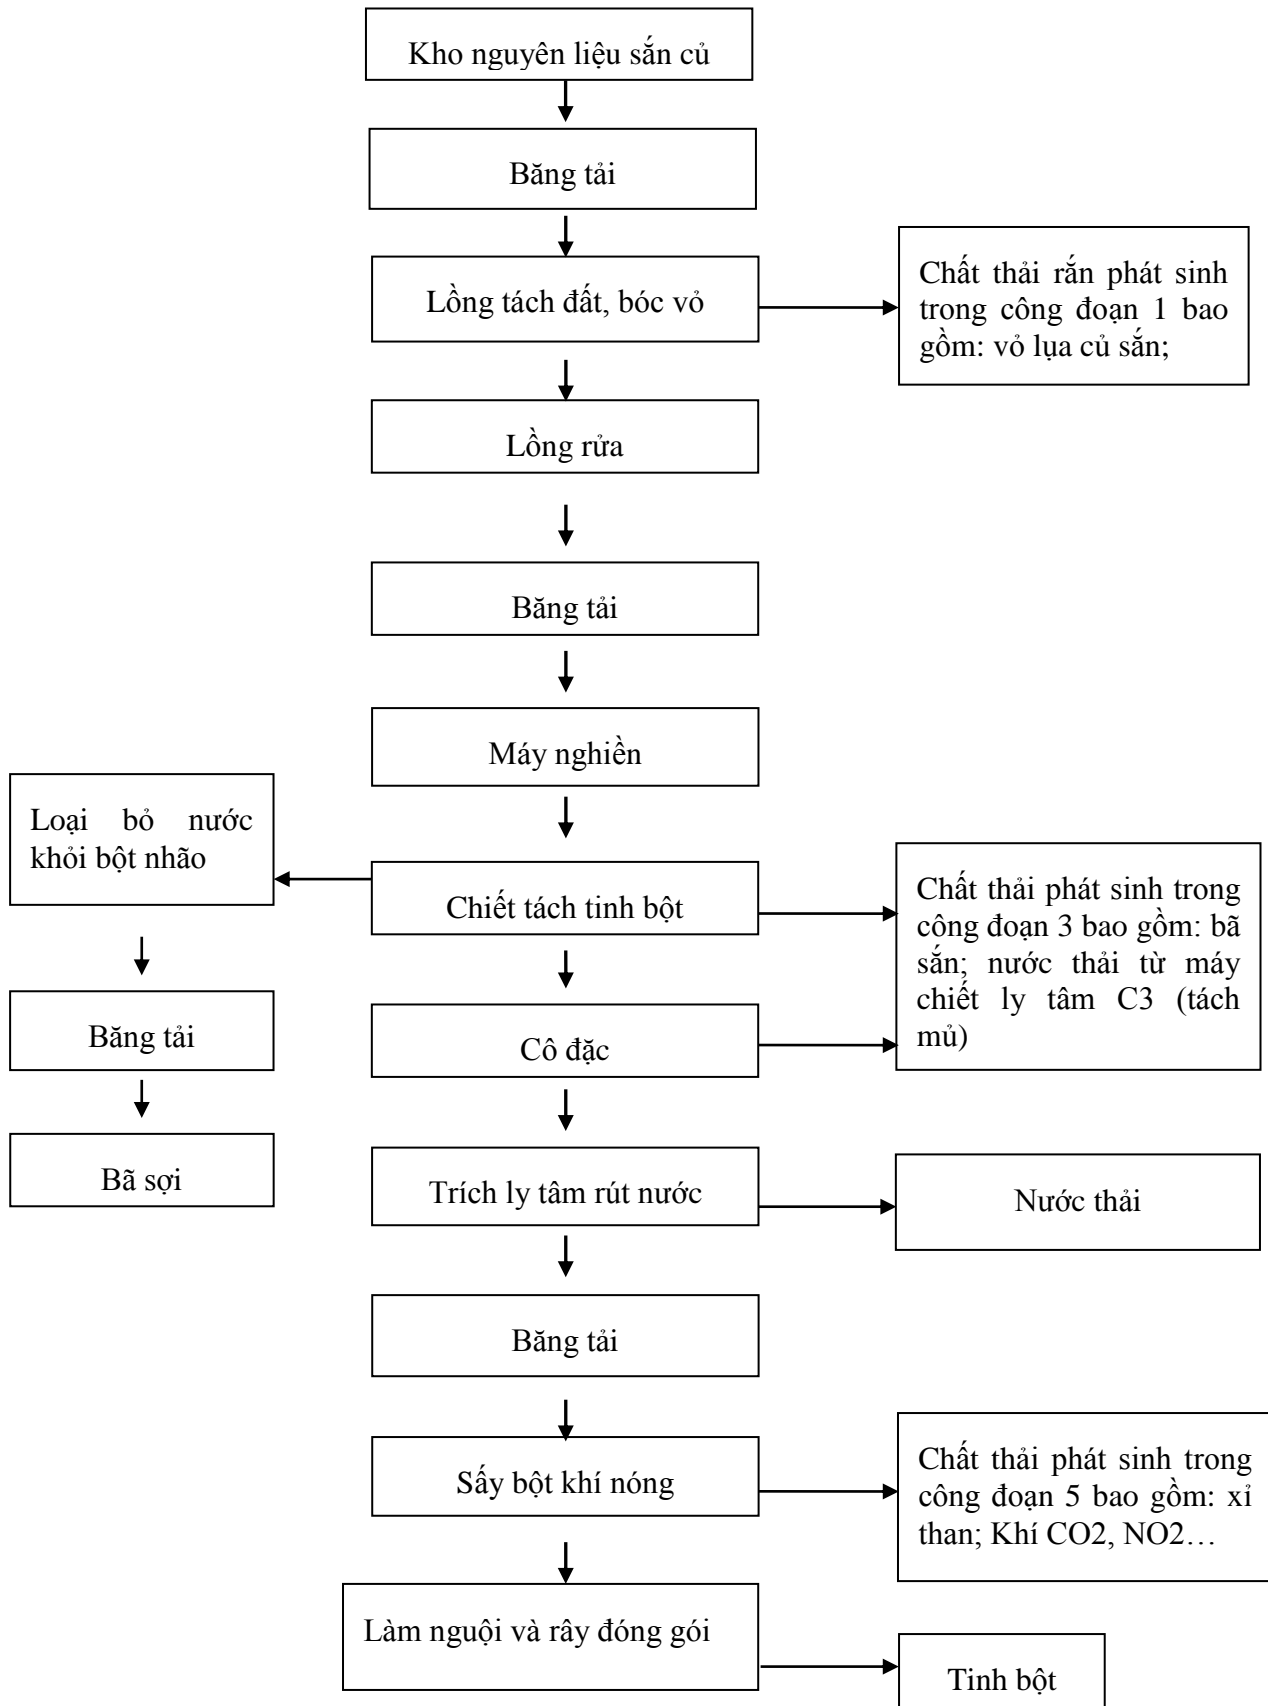 Kho nguyên liệu sắn củ
Băng tải
Lồng tách đất, bóc vỏ
Chất thải rắn phát sinh
trong công đoạn 1 bao
gồm: vỏ lụa củ sắn;
Lồng rửa
Băng tải
Máy nghiền
Loại bỏ nước
khỏi bột nhão
Chiết tách tinh bột
Chất thải phát sinh trong
công đoạn 3 bao gồm: bã
sắn; nước thải từ máy
chiết ly tâm C3 (tách
mủ)
Băng tải
Cô đặc
Bã sợi
Trích ly tâm rút nước
Nước thải
Băng tải
Sấy bột khí nóng
Chất thải phát sinh trong
công đoạn 5 bao gồm: xỉ
than; Khí CO2, NO2…
Làm nguội và rây đóng gói
Tinh bột